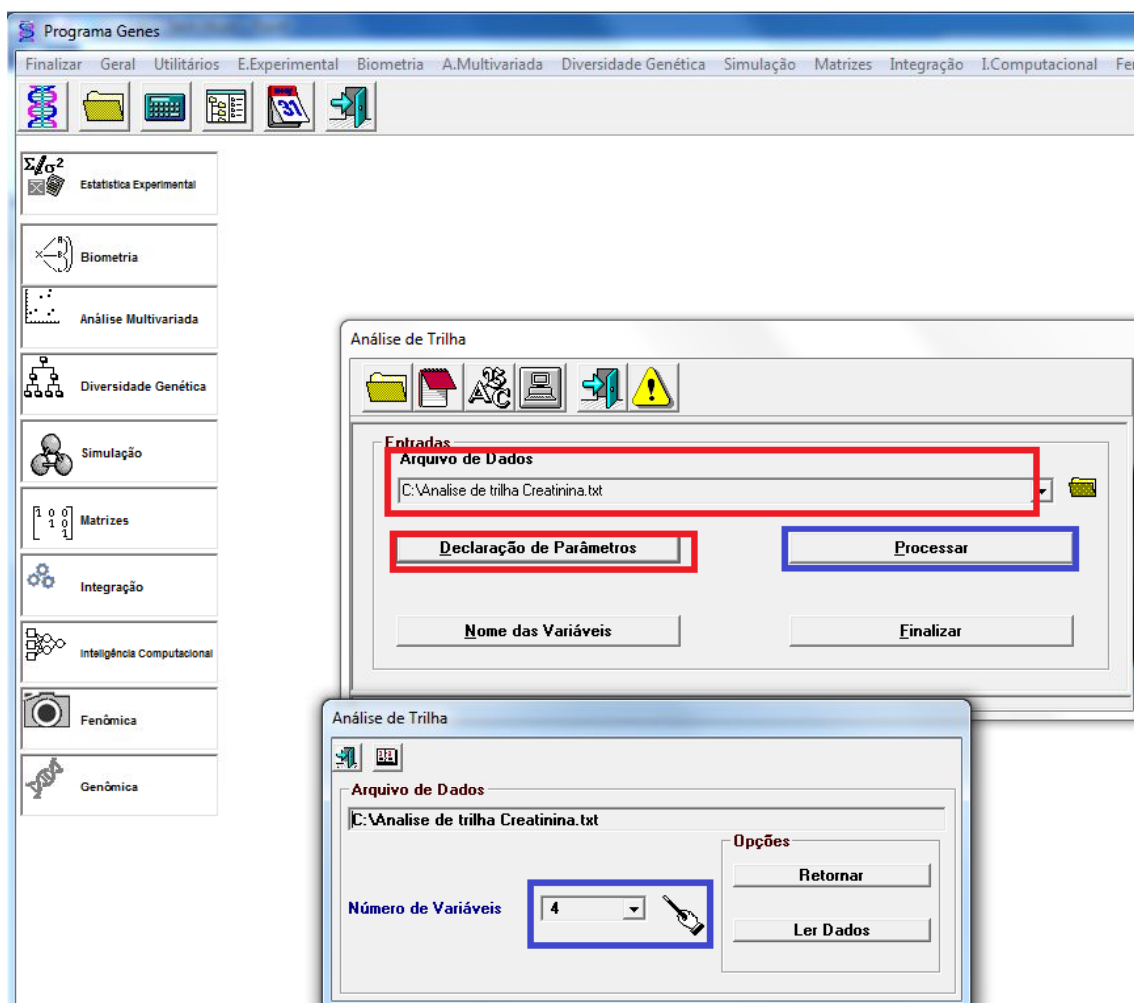 Programa Genes
Finalizar Geral Utilitários E.Experimental Biometria A.Multivariada Diversidade Genética Simulação Matrizes Integração I.Computacional Fe
31
Σ σ²
Estatística Experimental
Biometria
Análise Multivariada
Diversidade Genética
Simulação
Matrizes
Integração
Inteligência Computacional
Fenômica
Genômica
Análise de Trilha
Entradas
Arquivo de Dados
C:\Analise de trilha Creatinina.txt
Declaração de Parâmetros Processar
Nome das Variáveis Finalizar
Análise de Trilha
Arquivo de Dados
C:\Analise de trilha Creatinina.txt
Opções
Retornar
Número de Variáveis 4
Ler Dados